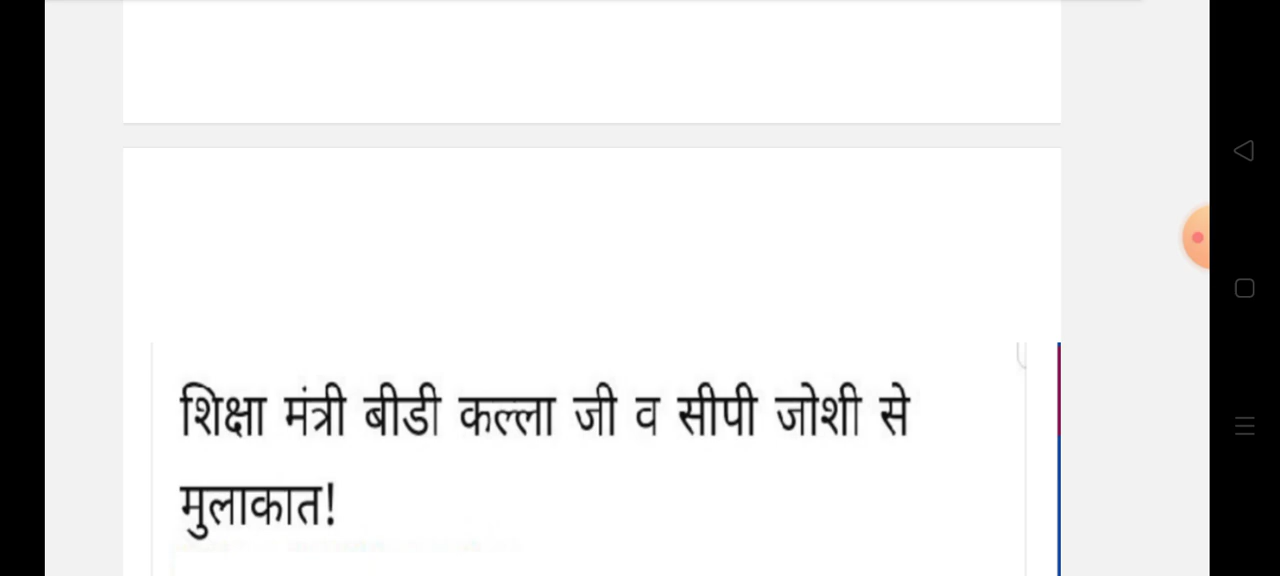 शिक्षा मंत्री बीडी कल्ला जी व सीपी जोशी से
मुलाकात!